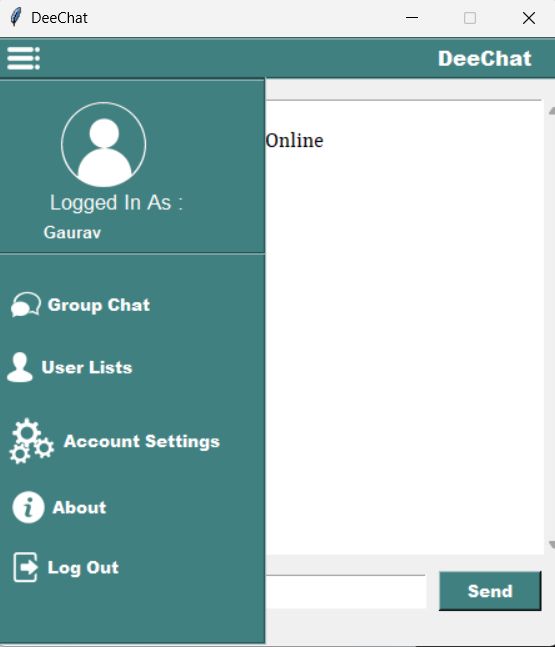 DeeChat
DeeChat
Online
Logged In As :
Gaurav
Group Chat
User Lists
Account Settings
About
Log Out
Send